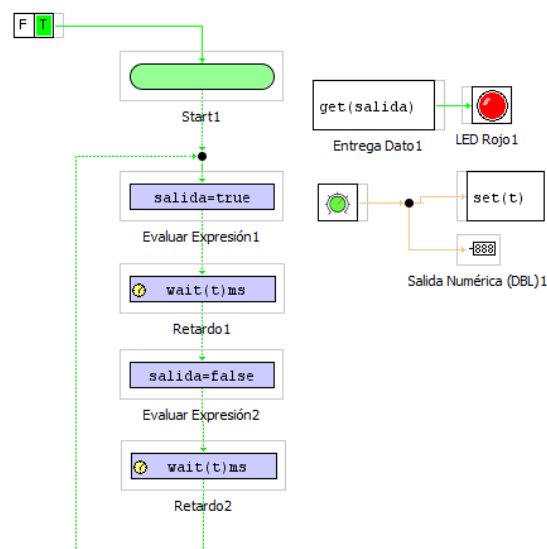 F T
Start1
salida=true
Evaluar Expresión1
wait(t)ms
Retardo1
salida=false
Evaluar Expresión2
wait(t)ms
Retardo2
get(salida)
Entrega Dato1
LED Rojo1
set(t)
888
Salida Numérica (DBL)1